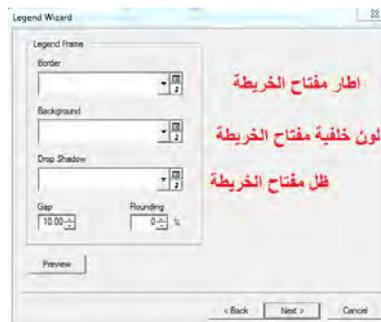 Legend Wizard
Legend Frame
Border
اطار مفتاح الخريطة
Background
لون خلفية مفتاح الخريطة
Drop Shadow
ظل مفتاح الخريطة
Gap Rounding
10.00 0 %
Preview
< Back Next > Cancel